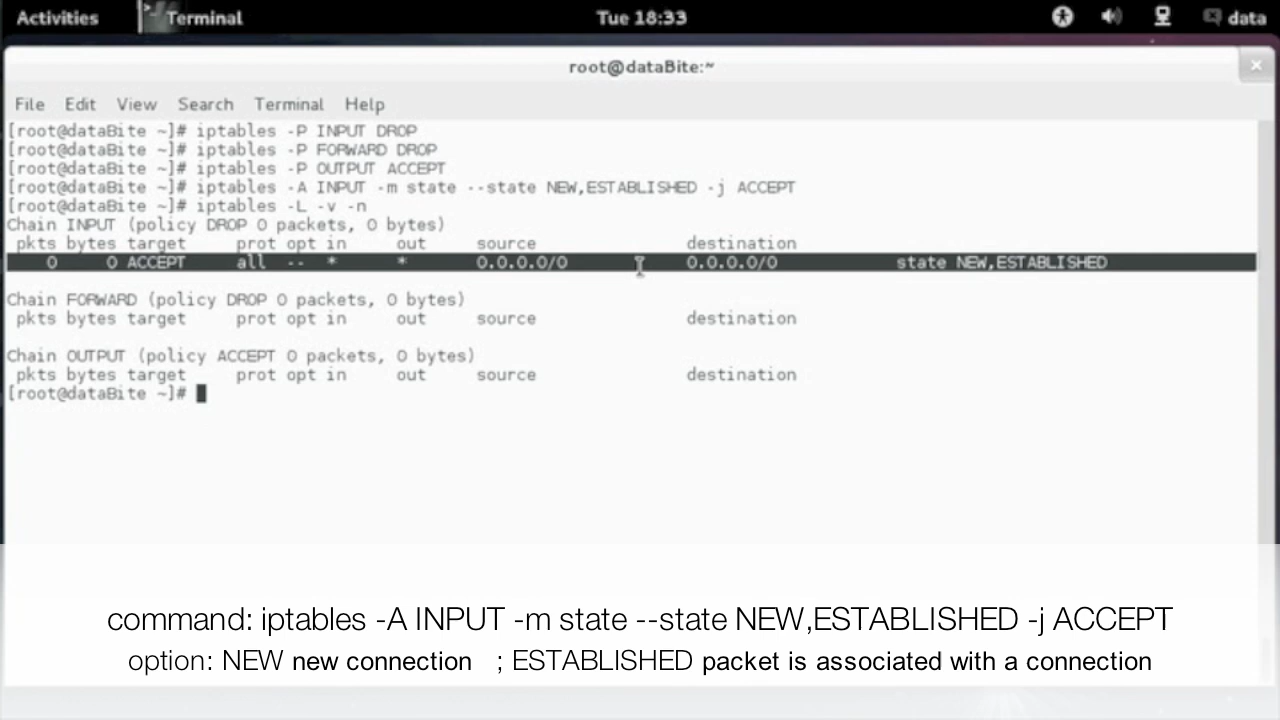 Activities Terminal Tue 18:33 data
root@dataBite:~
File Edit View Search Terminal Help
[root@dataBite ~]# iptables -P INPUT DROP
[root@dataBite ~]# iptables -P FORWARD DROP
[root@dataBite ~]# iptables -P OUTPUT ACCEPT
[root@dataBite ~]# iptables -A INPUT -m state --state NEW,ESTABLISHED -j ACCEPT
[root@dataBite ~]# iptables -L -v -n
Chain INPUT (policy DROP 0 packets, 0 bytes)
pkts bytes target prot opt in out source destination
0 0 ACCEPT all -- * * 0.0.0.0/0 0.0.0.0/0 state NEW,ESTABLISHED
Chain FORWARD (policy DROP 0 packets, 0 bytes)
pkts bytes target prot opt in out source destination
Chain OUTPUT (policy ACCEPT 0 packets, 0 bytes)
pkts bytes target prot opt in out source destination
[root@dataBite ~]#
command: iptables -A INPUT -m state --state NEW,ESTABLISHED -j ACCEPT
option: NEW new connection ; ESTABLISHED packet is associated with a connection